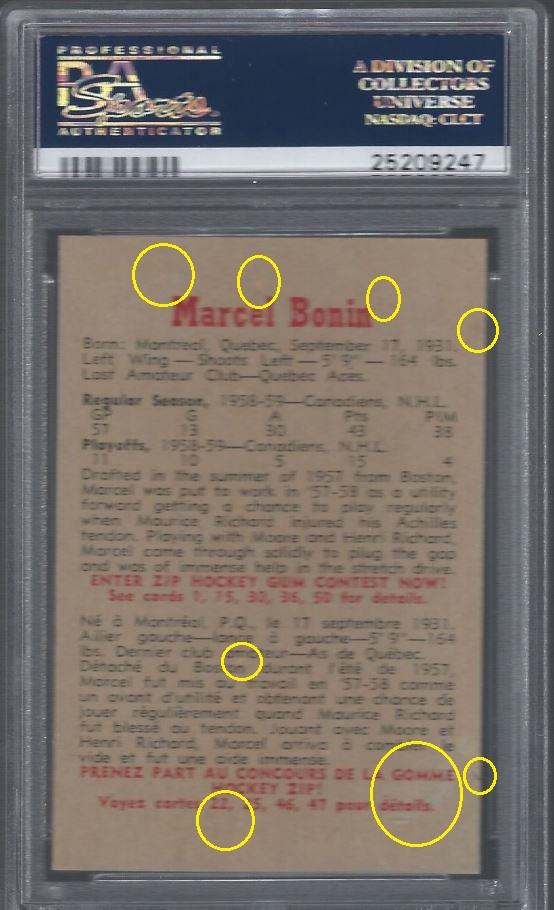 PROFESSIONAL
PSA
Sports
AUTHENTICATOR
A DIVISION OF
COLLECTORS
UNIVERSE
NASDAQ: CLCT
25209247
Marcel Bonin
Born: Montreal, Quebec, September 17, 1931.
Left Wing — Shoots Left — 5' 9" — 164 lbs.
Last Amateur Club—Quebec Aces.
Regular Season, 1958-59—Canadiens, N.H.L.
GP G A Pts PIM
57 13 30 43 38
Playoffs, 1958-59—Canadiens, N.H.L.
11 10 5 15 4
Drafted in the summer of 1957 from Boston,
Marcel was put to work in '57-58 as a utility
forward getting a chance to play regularly
when Maurice Richard injured his Achilles
tendon. Playing with Moore and Henri Richard,
Marcel came through solidly to plug the gap
and was of immense help in the stretch drive.
ENTER ZIP HOCKEY GUM CONTEST NOW!
See cards 1, 15, 30, 36, 50 for details.
Né à Montréal, P.Q., le 17 septembre 1931.
Ailier gauche—lance à gauche—5' 9"—164
lbs. Dernier club amateur—As de Québec.
Détaché du Boston durant l'été de 1957,
Marcel fut mis au travail en '57-58 comme
un avant d'utilité et obtenant une chance de
jouer régulièrement quand Maurice Richard
fut blessé au tendon. Jouant avec Moore et
Henri Richard, Marcel arriva à combler le
vide et fut une aide immense.
PRENEZ PART AU CONCOURS DE LA GOMME
HOCKEY ZIP!
Voyez cartes 22, 25, 46, 47 pour détails.